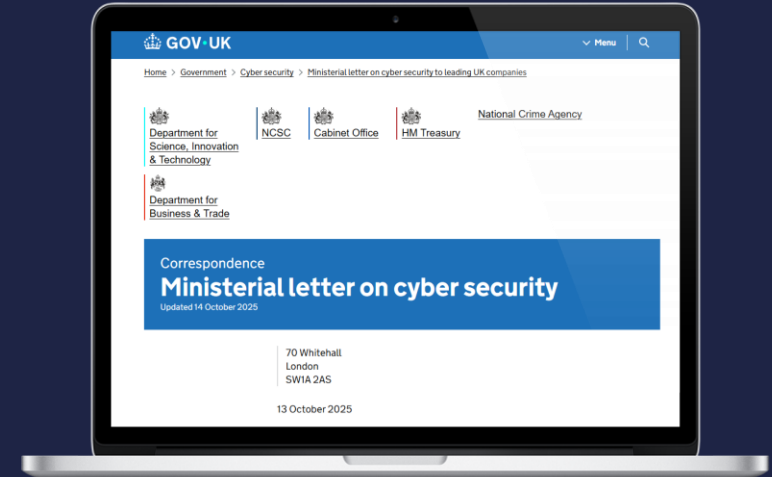 GOV•UK
Menu
Home > Government > Cyber security > Ministerial letter on cyber security to leading UK companies
Department for
Science, Innovation
& Technology
NCSC
Cabinet Office
HM Treasury
National Crime Agency
Department for
Business & Trade
Correspondence
Ministerial letter on cyber security
Updated 14 October 2025
70 Whitehall
London
SW1A 2AS
13 October 2025